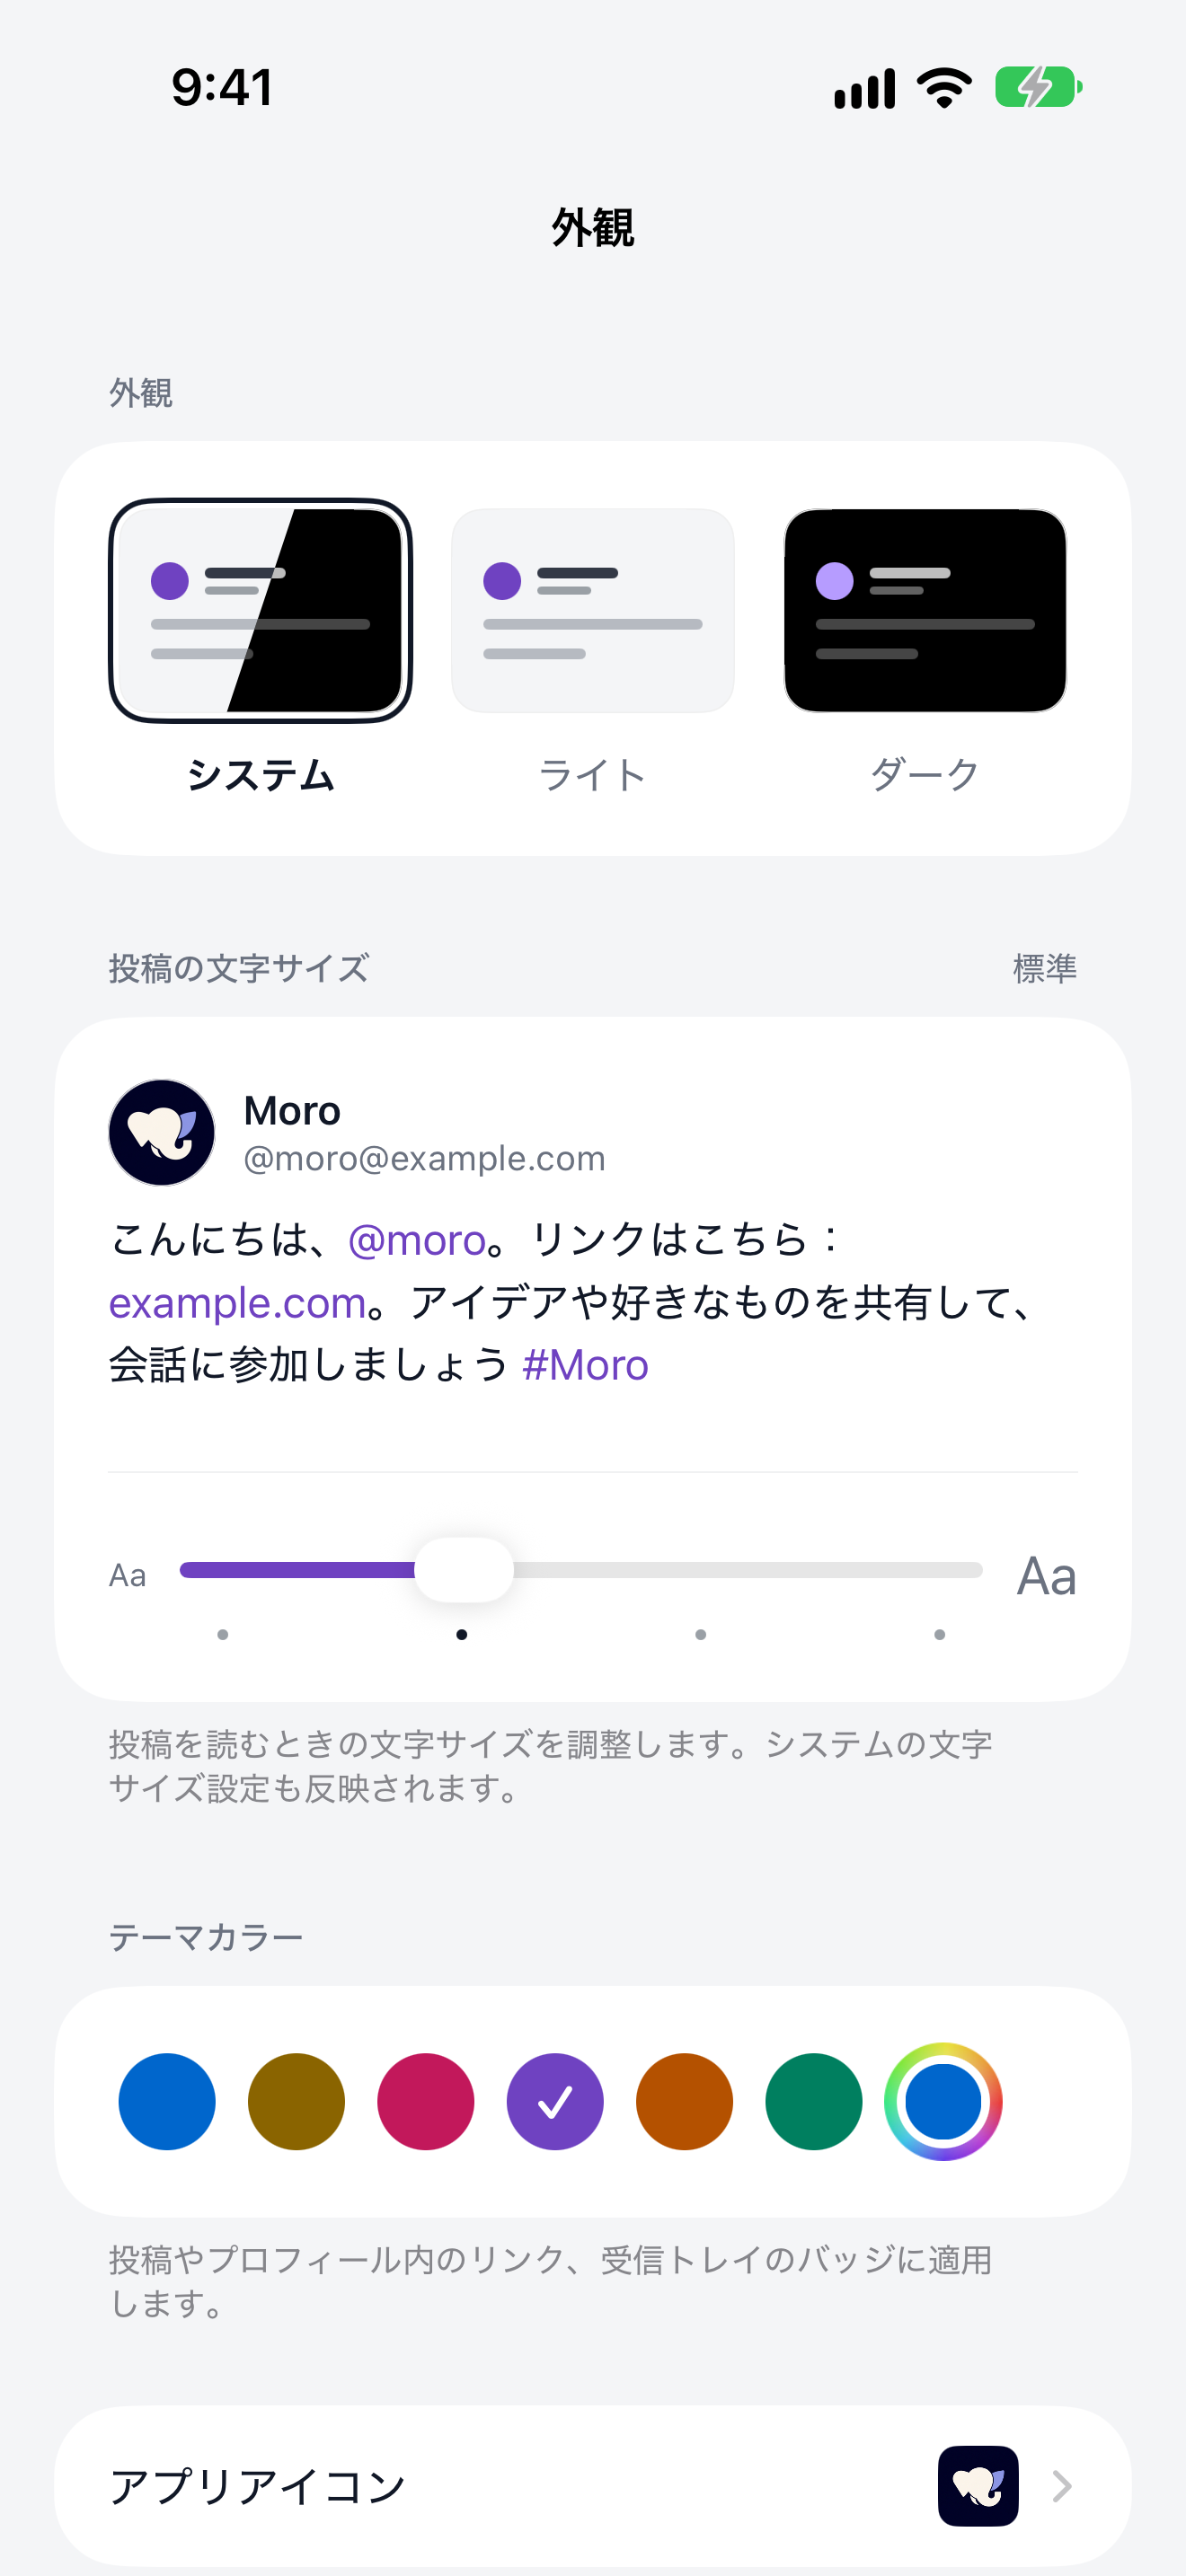 9:41
外観
外観
システム
ライト
ダーク
投稿の文字サイズ
標準
Moro
@moro@example.com
こんにちは、@moro。リンクはこちら：
example.com。アイデアや好きなものを共有して、
会話に参加しましょう #Moro
Aa
Aa
投稿を読むときの文字サイズを調整します。システムの文字
サイズ設定も反映されます。
テーマカラー
投稿やプロフィール内のリンク、受信トレイのバッジに適用
します。
アプリアイコン